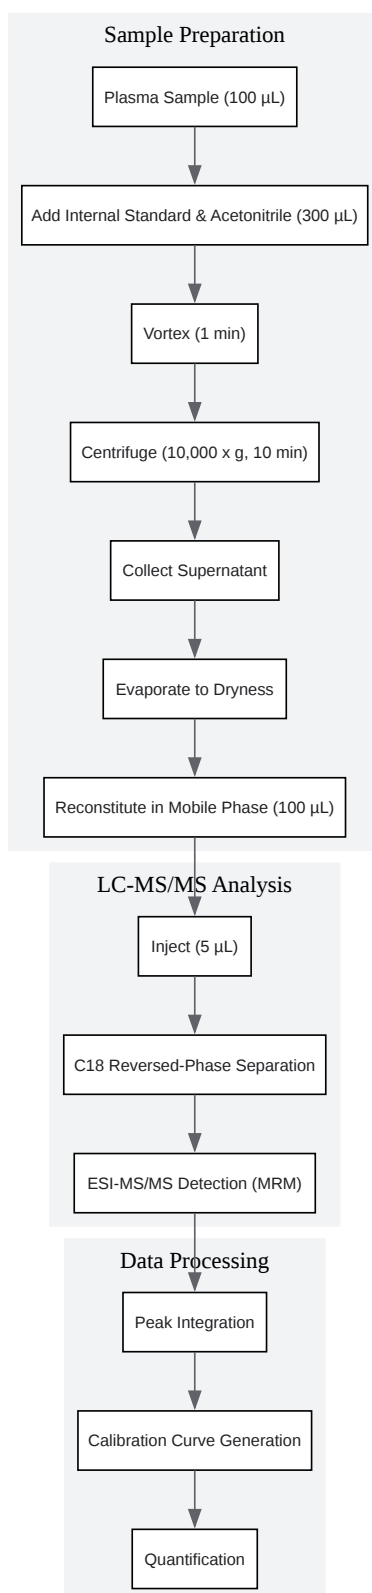 Sample Preparation
Plasma Sample (100 µL)
Add Internal Standard & Acetonitrile (300 µL)
Vortex (1 min)
Centrifuge (10,000 x g, 10 min)
Collect Supernatant
Evaporate to Dryness
Reconstitute in Mobile Phase (100 µL)
LC-MS/MS Analysis
Inject (5 µL)
C18 Reversed-Phase Separation
ESI-MS/MS Detection (MRM)
Data Processing
Peak Integration
Calibration Curve Generation
Quantification